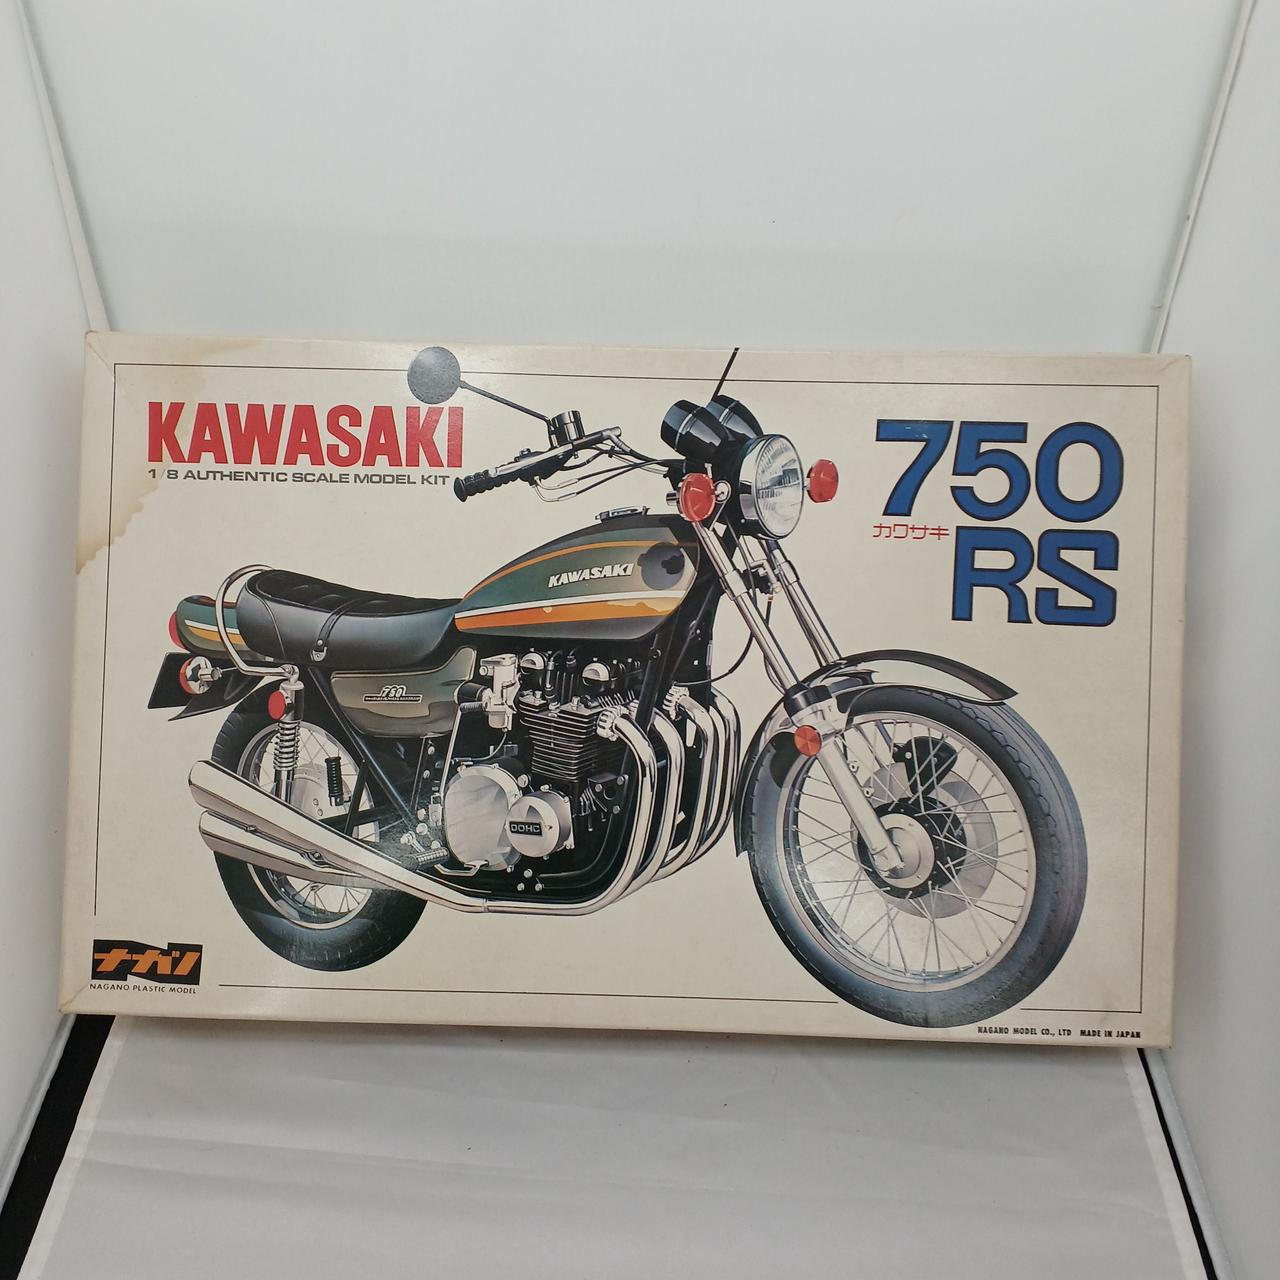 KAWASAKI
1/8 AUTHENTIC SCALE MODEL KIT
750
カワサキ
RS
KAWASAKI
750
DOHC
ナガノ
NAGANO PLASTIC MODEL
NAGANO MODEL CO., LTD MADE IN JAPAN